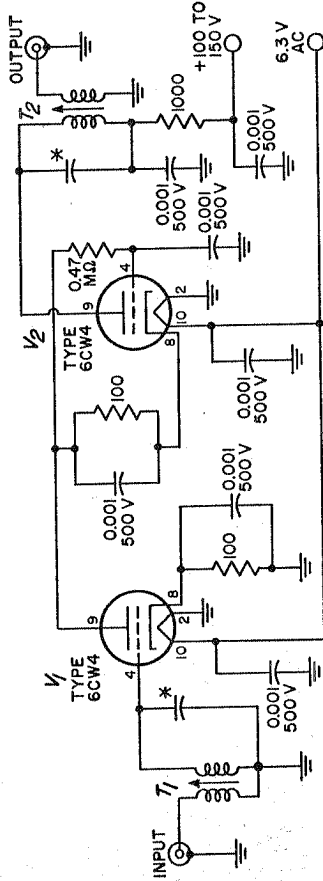 INPUT
T1
*
4
V1
TYPE
6CW4
9
8
2
10
0.001
500 V
100
0.001
500 V
0.001
500 V
100
V2
TYPE
6CW4
9
4
2
10
8
0.47
MΩ
0.001
500 V
0.001
500 V
0.001
500 V
*
T2
OUTPUT
1000
0.001
500 V
+100 TO
150 V
6.3 V
AC